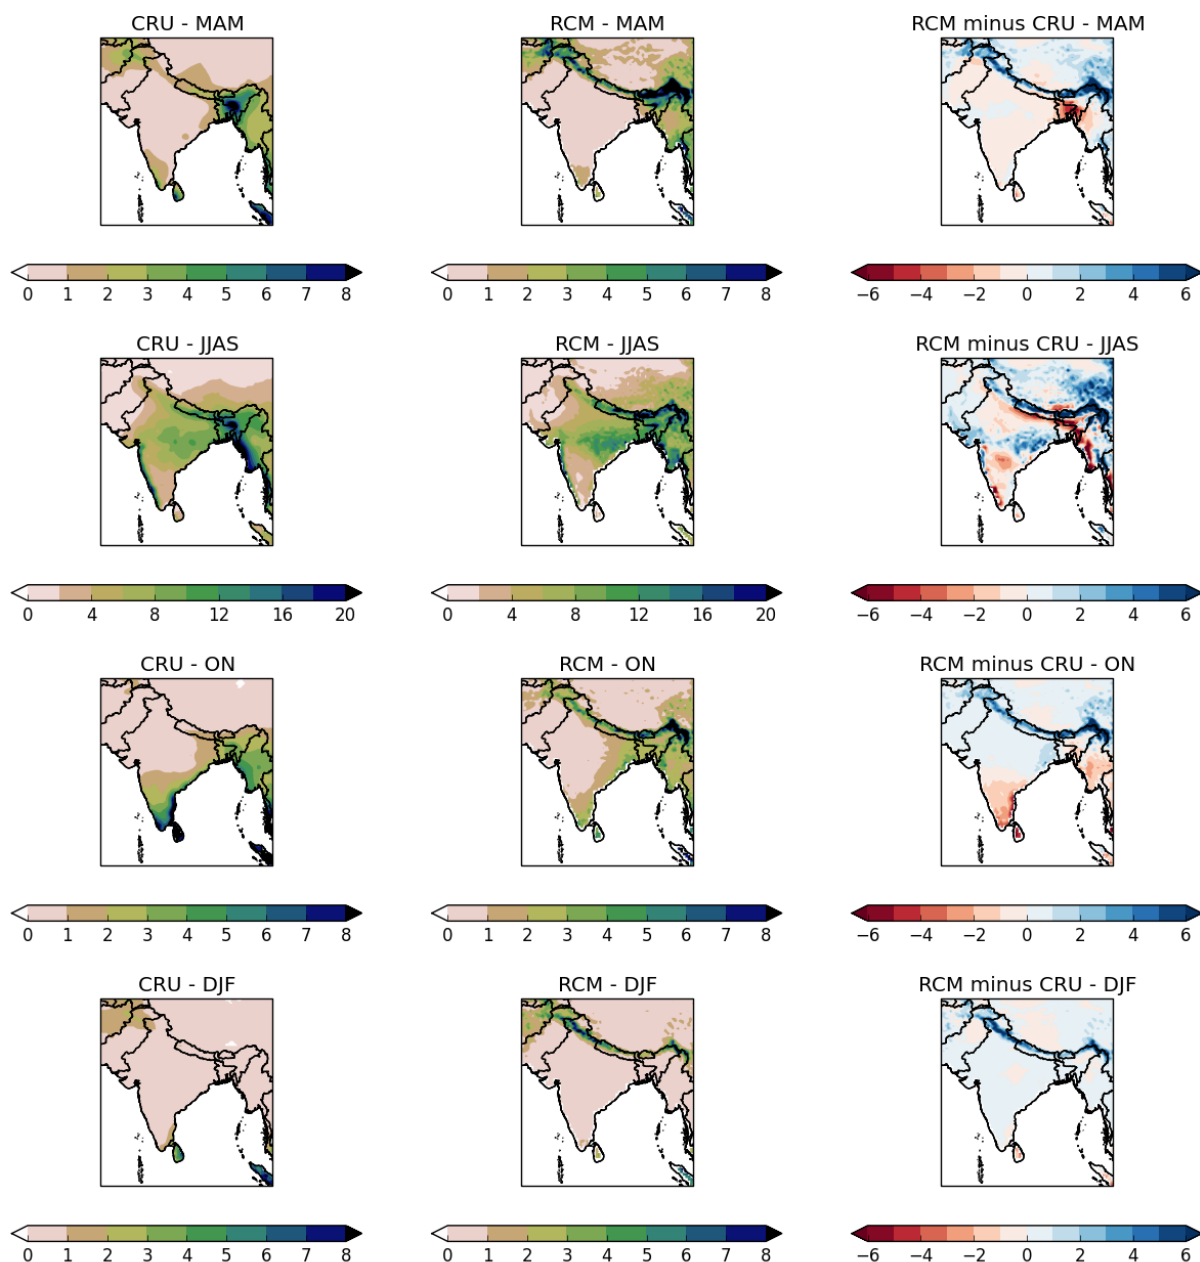 CRU - MAM
RCM - MAM
RCM minus CRU - MAM
0 1 2 3 4 5 6 7 8
0 1 2 3 4 5 6 7 8
−6 −4 −2 0 2 4 6
CRU - JJAS
RCM - JJAS
RCM minus CRU - JJAS
0 4 8 12 16 20
0 4 8 12 16 20
−6 −4 −2 0 2 4 6
CRU - ON
RCM - ON
RCM minus CRU - ON
0 1 2 3 4 5 6 7 8
0 1 2 3 4 5 6 7 8
−6 −4 −2 0 2 4 6
CRU - DJF
RCM - DJF
RCM minus CRU - DJF
0 1 2 3 4 5 6 7 8
0 1 2 3 4 5 6 7 8
−6 −4 −2 0 2 4 6